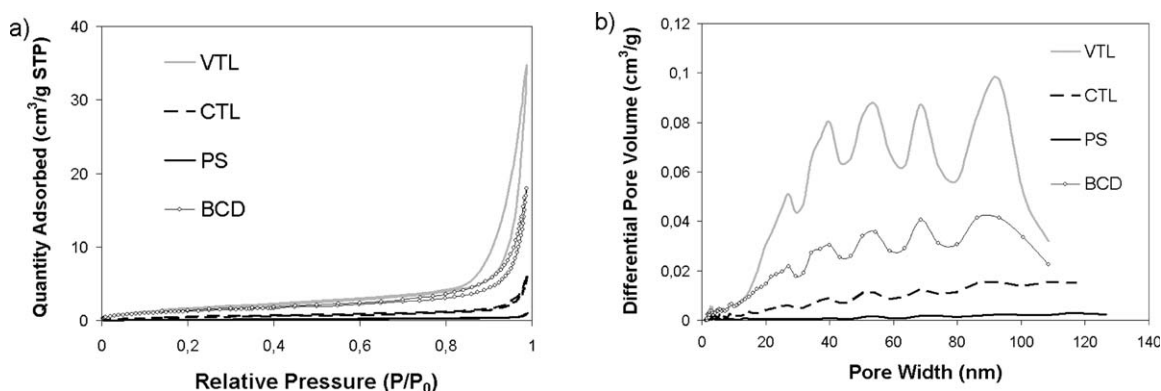 a)
Quantity Adsorbed (cm³/g STP)
40
30
20
10
0
VTL
CTL
PS
BCD
0
0,2
0,4
0,6
0,8
1
Relative Pressure (P/P₀)
b)
Differential Pore Volume (cm³/g)
0,12
0,1
0,08
0,06
0,04
0,02
0
VTL
CTL
PS
BCD
0
20
40
60
80
100
120
140
Pore Width (nm)